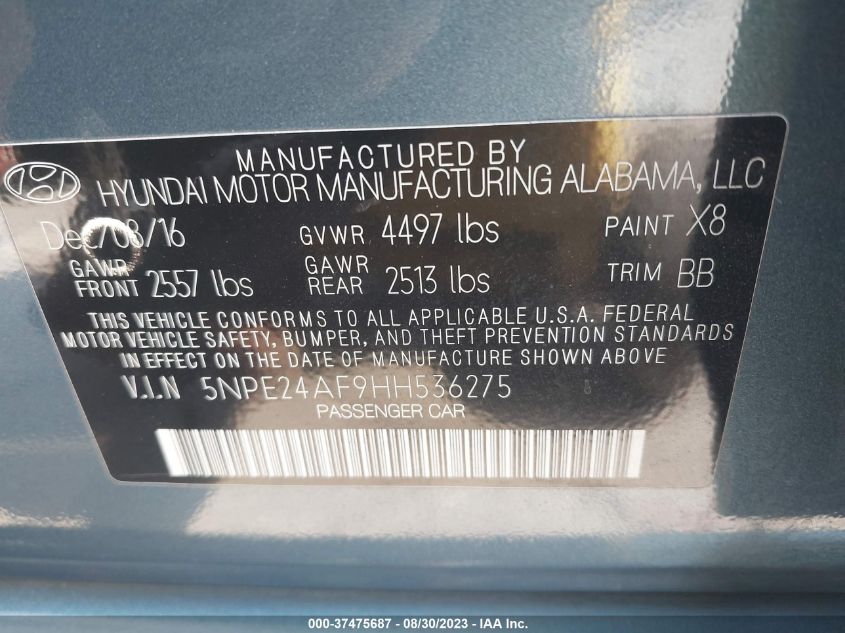 MANUFACTURED BY
HYUNDAI MOTOR MANUFACTURING ALABAMA, LLC
Dec/08/16 GVWR 4497 lbs PAINT X8
GAWR FRONT 2557 lbs GAWR REAR 2513 lbs TRIM BB
THIS VEHICLE CONFORMS TO ALL APPLICABLE U.S.A. FEDERAL
MOTOR VEHICLE SAFETY, BUMPER, AND THEFT PREVENTION STANDARDS
IN EFFECT ON THE DATE OF MANUFACTURE SHOWN ABOVE
V.I.N 5NPE24AF9HH536275
PASSENGER CAR
000-37475687 - 08/30/2023 - IAA Inc.